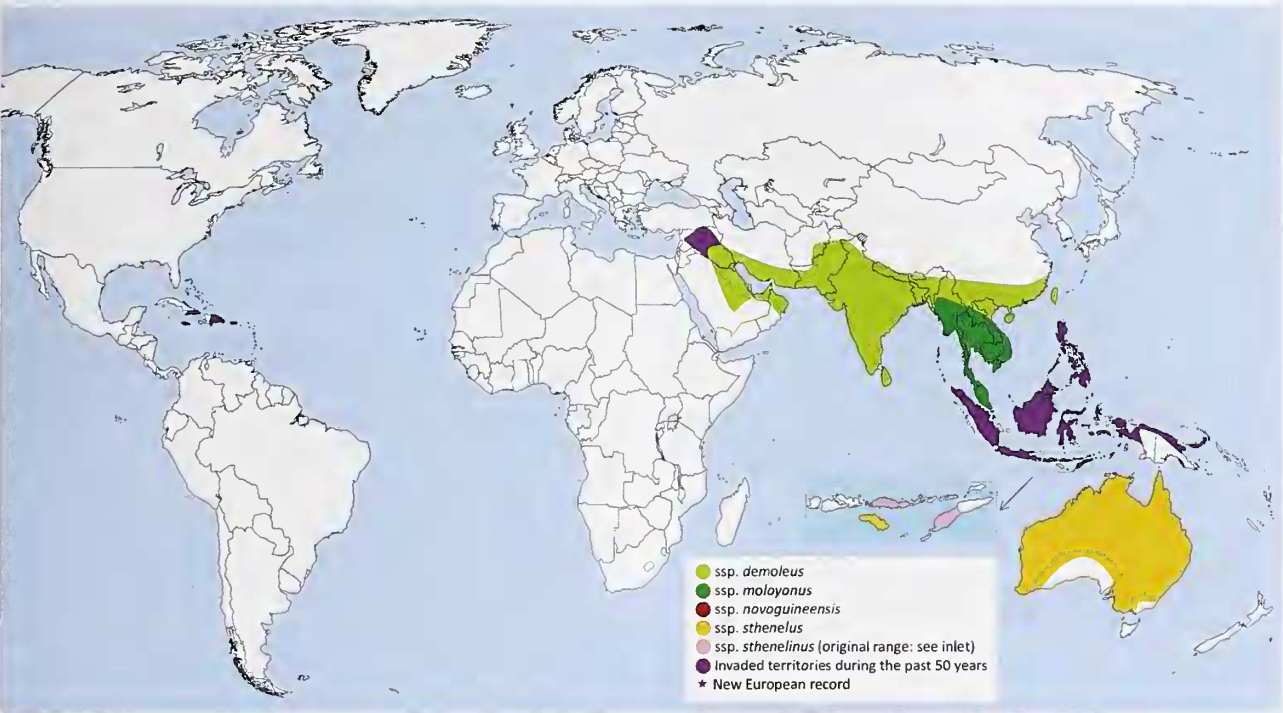 ssp. demoleus
ssp. moloyonus
ssp. novoguineensis
ssp. sthenelus
ssp. sthenelinus (original range: see inlet)
Invaded territories during the past 50 years
★ New European record